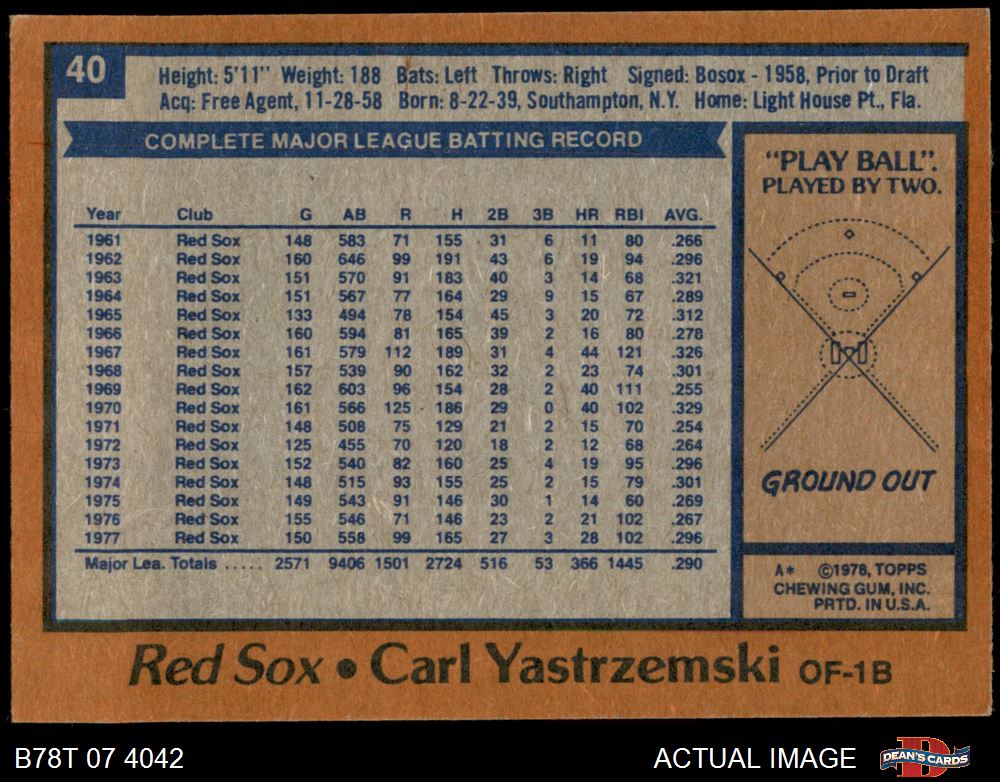 40
Height: 5'11" Weight: 188 Bats: Left Throws: Right Signed: Bosox - 1958, Prior to Draft
Acq: Free Agent, 11-28-58 Born: 8-22-39, Southampton, N.Y. Home: Light House Pt., Fla.
COMPLETE MAJOR LEAGUE BATTING RECORD
Year Club G AB R H 2B 3B HR RBI AVG.
1961 Red Sox 148 583 71 155 31 6 11 80 .266
1962 Red Sox 160 646 99 191 43 6 19 94 .296
1963 Red Sox 151 570 91 183 40 3 14 68 .321
1964 Red Sox 151 567 77 164 29 9 15 67 .289
1965 Red Sox 133 494 78 154 45 3 20 72 .312
1966 Red Sox 160 594 81 165 39 2 16 80 .278
1967 Red Sox 161 579 112 189 31 4 44 121 .326
1968 Red Sox 157 539 90 162 32 2 23 74 .301
1969 Red Sox 162 603 96 154 28 2 40 111 .255
1970 Red Sox 161 566 125 186 29 0 40 102 .329
1971 Red Sox 148 508 75 129 21 2 15 70 .254
1972 Red Sox 125 455 70 120 18 2 12 68 .264
1973 Red Sox 152 540 82 160 25 4 19 95 .296
1974 Red Sox 148 515 93 155 25 2 15 79 .301
1975 Red Sox 149 543 91 146 30 1 14 60 .269
1976 Red Sox 155 546 71 146 23 2 21 102 .267
1977 Red Sox 150 558 99 165 27 3 28 102 .296
Major Lea. Totals ..... 2571 9406 1501 2724 516 53 366 1445 .290
"PLAY BALL".
PLAYED BY TWO.
GROUND OUT
A* ©1978, TOPPS
CHEWING GUM, INC.
PRTD. IN U.S.A.
Red Sox • Carl Yastrzemski OF-1B
B78T 07 4042
ACTUAL IMAGE
DEAN'S CARDS